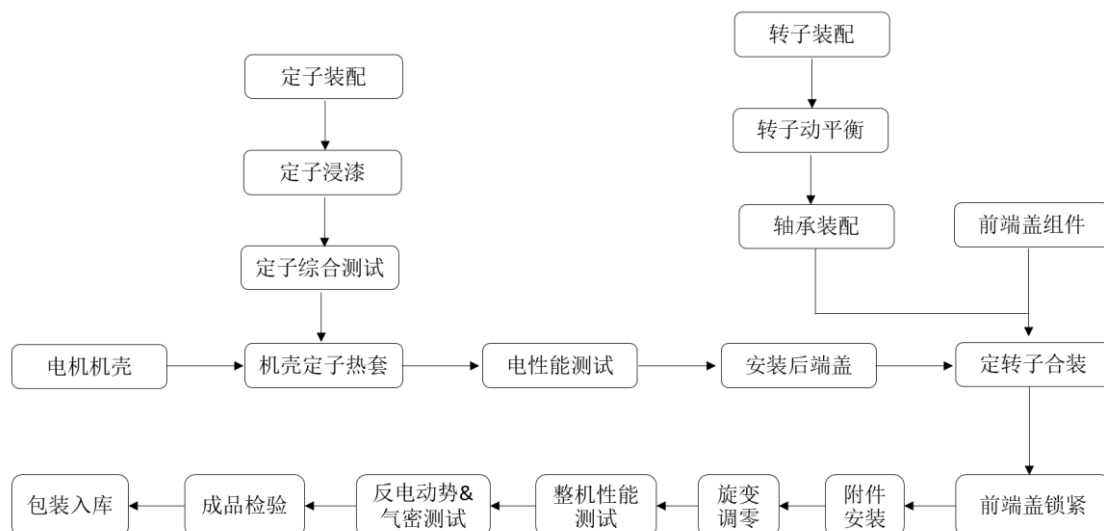 转子装配
定子装配
转子动平衡
定子浸漆
轴承装配
前端盖组件
定子综合测试
电机机壳
机壳定子热套
电性能测试
安装后端盖
定转子合装
包装入库
成品检验
反电动势&
气密测试
整机性能
测试
旋变
调零
附件
安装
前端盖锁紧